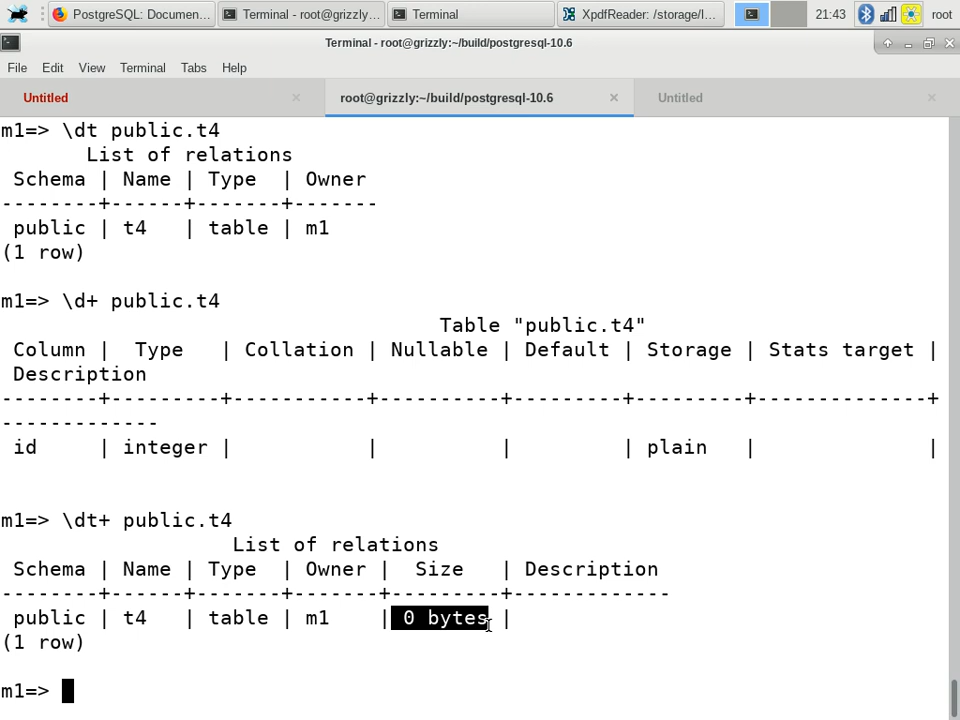 PostgreSQL: Documen... Terminal - root@grizzly:... Terminal XpdfReader: /storage/l... 21:43 root
Terminal - root@grizzly:~/build/postgresql-10.6
File Edit View Terminal Tabs Help
Untitled root@grizzly:~/build/postgresql-10.6 Untitled
m1=> \dt public.t4
       List of relations
 Schema | Name | Type  | Owner
--------+------+-------+-------
 public | t4   | table | m1
(1 row)
m1=> \d+ public.t4
                                    Table "public.t4"
 Column |  Type   | Collation | Nullable | Default | Storage | Stats target |
 Description
--------+---------+-----------+----------+---------+---------+--------------+
-------------
 id     | integer |           |          |         | plain   |              |
m1=> \dt+ public.t4
                   List of relations
 Schema | Name | Type  | Owner |  Size   | Description
--------+------+-------+-------+---------+-------------
 public | t4   | table | m1    | 0 bytes |
(1 row)
m1=>